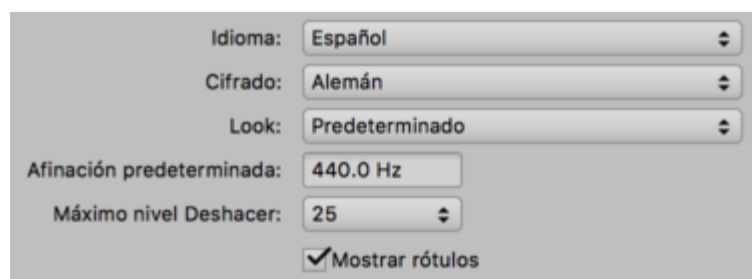 Idioma: Español
Cifrado: Alemán
Look: Predeterminado
Afinación predeterminada: 440.0 Hz
Máximo nivel Deshacer: 25
Mostrar rótulos